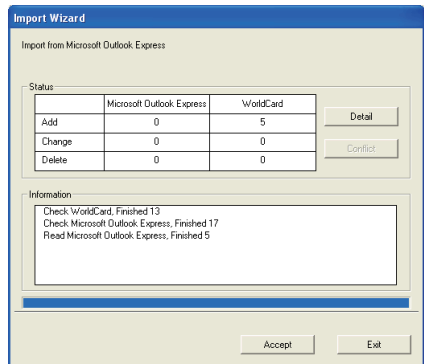 Import Wizard
Import from Microsoft Outlook Express
Status
Microsoft Outlook Express WorldCard
Add 0 5
Detail
Change 0 0
Conflict
Delete 0 0
Information
Check WorldCard, Finished 13
Check Microsoft Outlook Express, Finished 17
Read Microsoft Outlook Express, Finished 5
Accept Exit